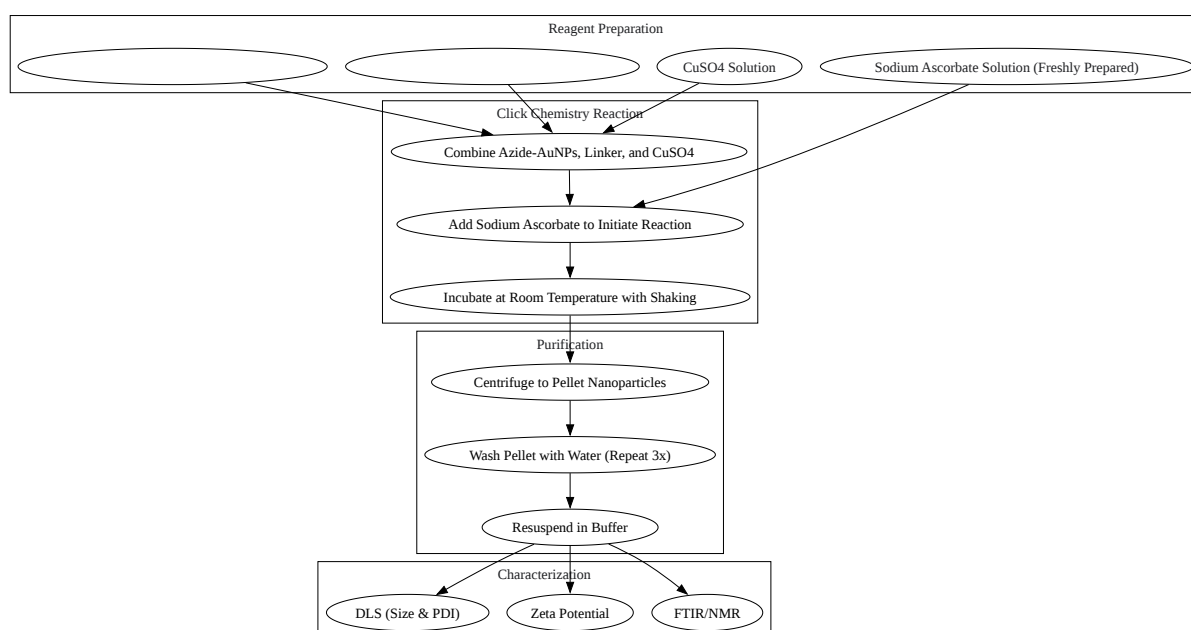 Reagent Preparation
CuSO4 Solution
Sodium Ascorbate Solution (Freshly Prepared)
Click Chemistry Reaction
Combine Azide-AuNPs, Linker, and CuSO4
Add Sodium Ascorbate to Initiate Reaction
Incubate at Room Temperature with Shaking
Purification
Centrifuge to Pellet Nanoparticles
Wash Pellet with Water (Repeat 3x)
Resuspend in Buffer
Characterization
DLS (Size & PDI)
Zeta Potential
FTIR/NMR